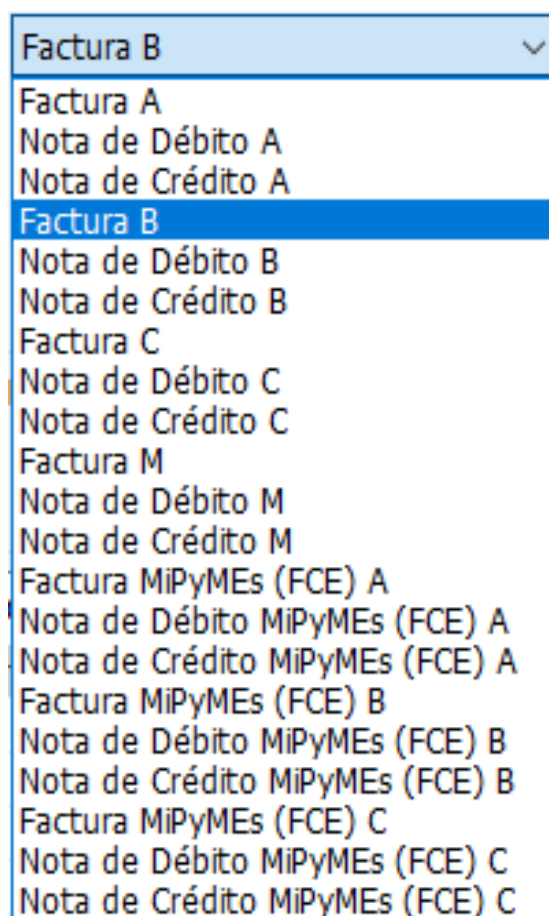 Factura B
Factura A
Nota de Débito A
Nota de Crédito A
Factura B
Nota de Débito B
Nota de Crédito B
Factura C
Nota de Débito C
Nota de Crédito C
Factura M
Nota de Débito M
Nota de Crédito M
Factura MiPyMEs (FCE) A
Nota de Débito MiPyMEs (FCE) A
Nota de Crédito MiPyMEs (FCE) A
Factura MiPyMEs (FCE) B
Nota de Débito MiPyMEs (FCE) B
Nota de Crédito MiPyMEs (FCE) B
Factura MiPyMEs (FCE) C
Nota de Débito MiPyMEs (FCE) C
Nota de Crédito MiPyMEs (FCE) C